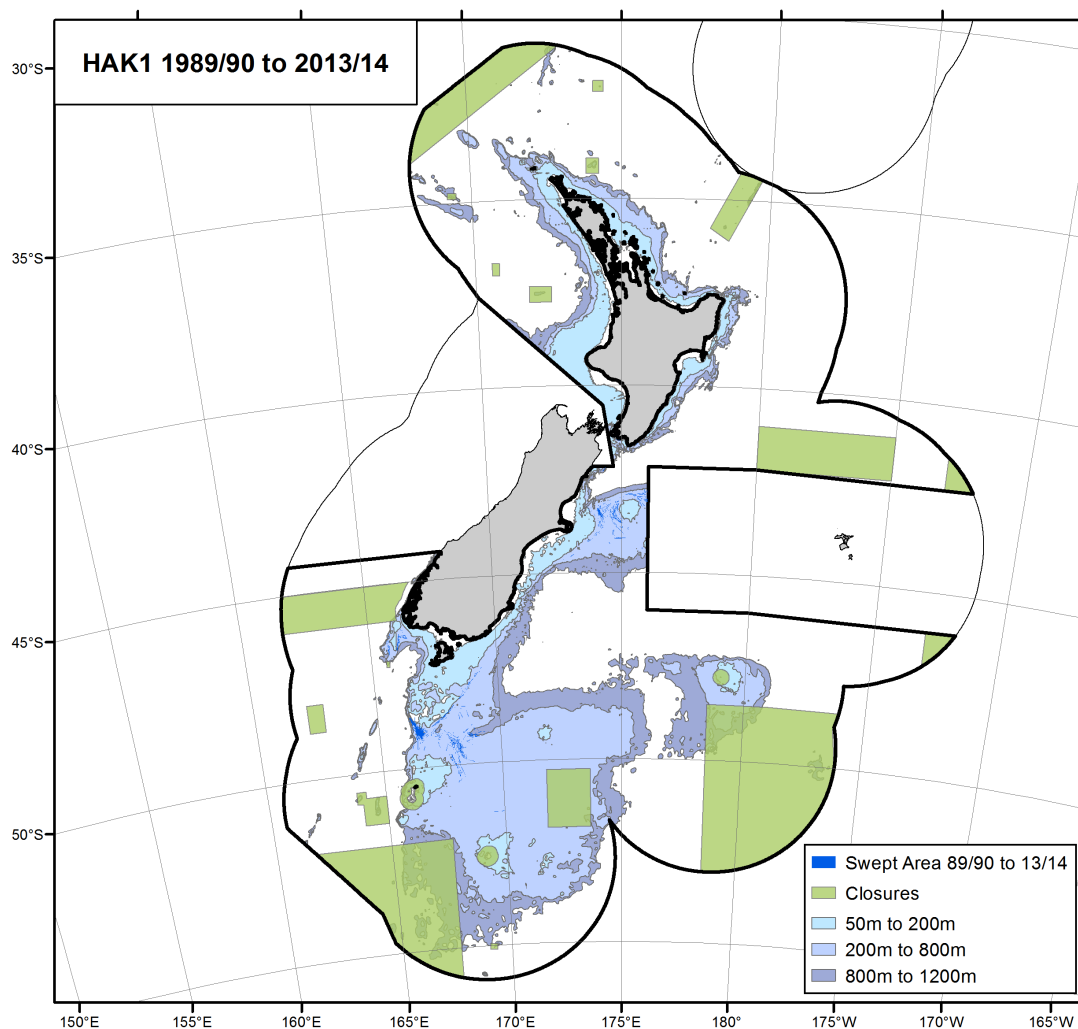 HAK1 1989/90 to 2013/14
30°S
35°S
40°S
45°S
50°S
Swept Area 89/90 to 13/14
Closures
50m to 200m
200m to 800m
800m to 1200m
150°E
155°E
160°E
165°E
170°E
175°E
180°
175°W
170°W
165°W